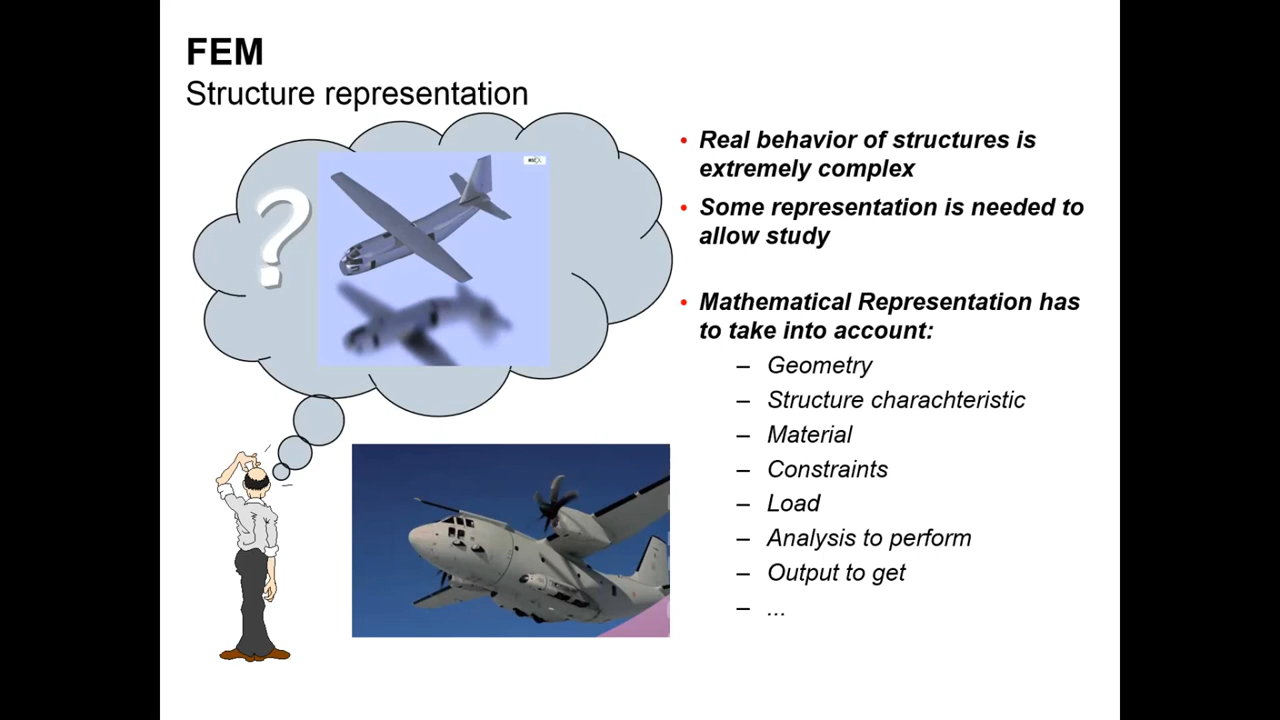 FEM
Structure representation
?
• Real behavior of structures is
extremely complex
• Some representation is needed to
allow study
• Mathematical Representation has
to take into account:
– Geometry
– Structure charachteristic
– Material
– Constraints
– Load
– Analysis to perform
– Output to get
– ...